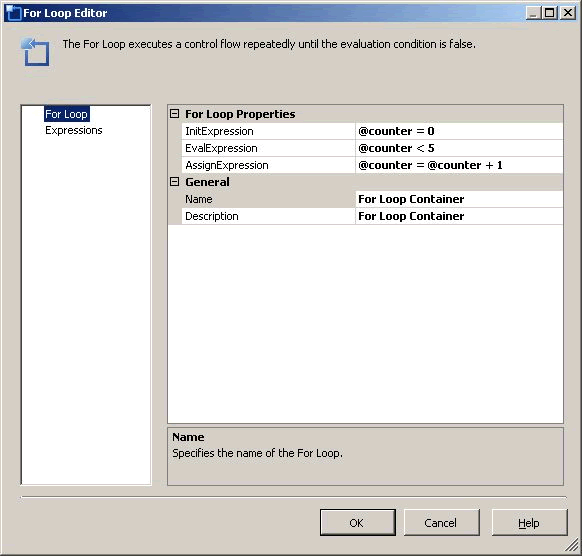 For Loop Editor
The For Loop executes a control flow repeatedly until the evaluation condition is false.
For Loop
Expressions
For Loop Properties
InitExpression @counter = 0
EvalExpression @counter < 5
AssignExpression @counter = @counter + 1
General
Name For Loop Container
Description For Loop Container
Name
Specifies the name of the For Loop.
OK Cancel Help